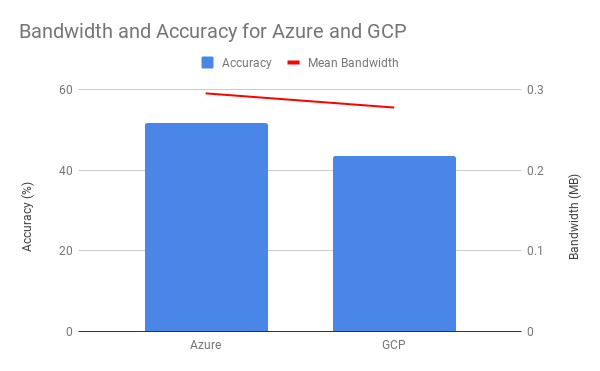 Bandwidth and Accuracy for Azure and GCP
Accuracy Mean Bandwidth
60 0.3
40 0.2
20 0.1
0 0
Accuracy (%)
Bandwidth (MB)
Azure GCP